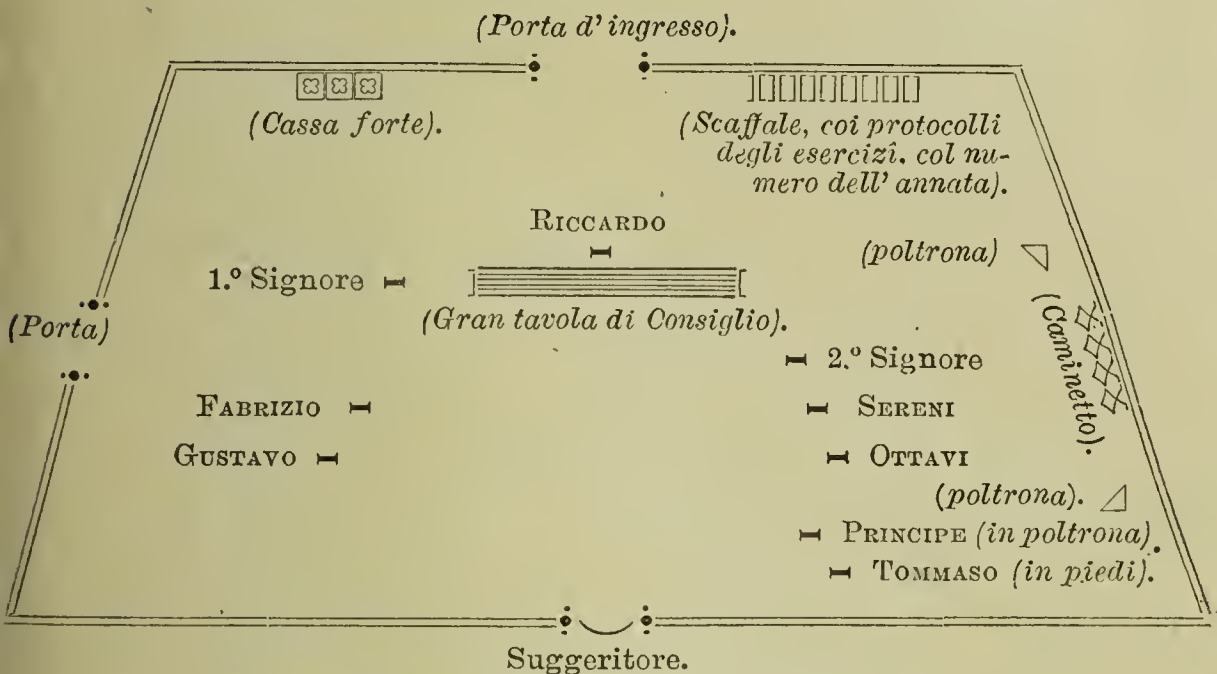 (Porta d' ingresso).
(Cassa forte).
(Scaffale, coi protocolli
degli esercizî. col nu-
mero dell' annata).
RICCARDO
(poltrona)
1.º Signore
(Gran tavola di Consiglio).
(Porta)
(Caminetto).
2.º Signore
FABRIZIO
SERENI
GUSTAVO
OTTAVI
(poltrona).
PRINCIPE (in poltrona).
TOMMASO (in piedi).
Suggeritore.